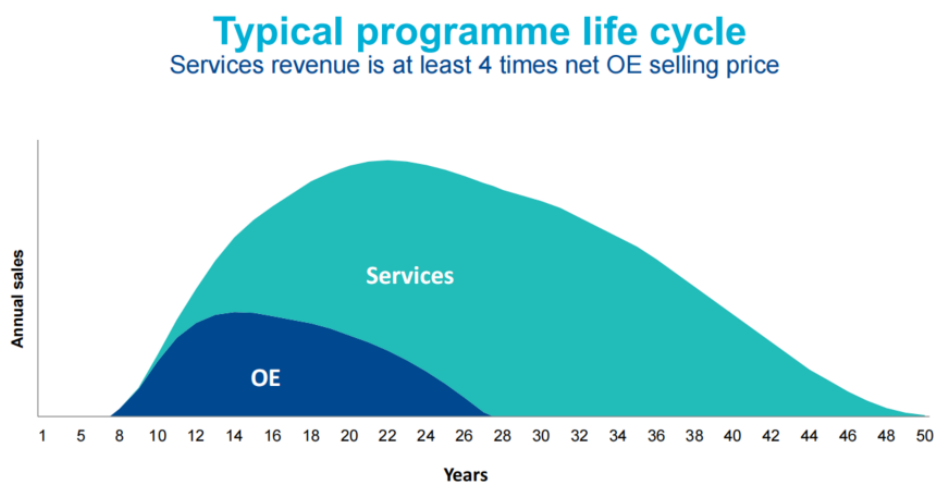 Typical programme life cycle
Services revenue is at least 4 times net OE selling price
Annual sales
Services
OE
1 5 8 10 12 14 16 18 20 22 24 26 28 30 32 34 36 38 40 42 44 46 48 50
Years